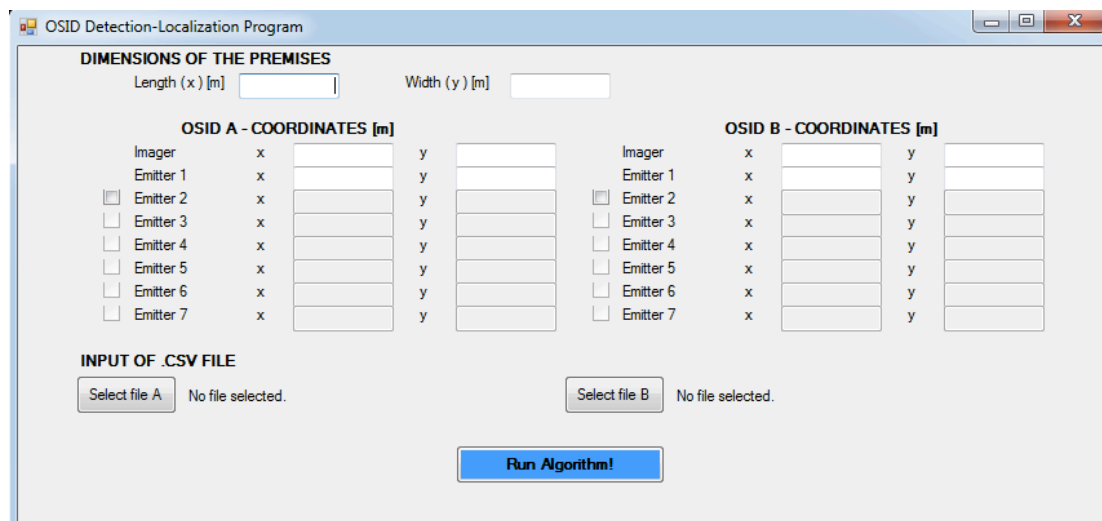 OSID Detection-Localization Program
DIMENSIONS OF THE PREMISES
Length ( x ) [m] Width ( y ) [m]
OSID A - COORDINATES [m] OSID B - COORDINATES [m]
Imager x y Imager x y
Emitter 1 x y Emitter 1 x y
Emitter 2 x y Emitter 2 x y
Emitter 3 x y Emitter 3 x y
Emitter 4 x y Emitter 4 x y
Emitter 5 x y Emitter 5 x y
Emitter 6 x y Emitter 6 x y
Emitter 7 x y Emitter 7 x y
INPUT OF .CSV FILE
Select file A No file selected. Select file B No file selected.
Run Algorithm!